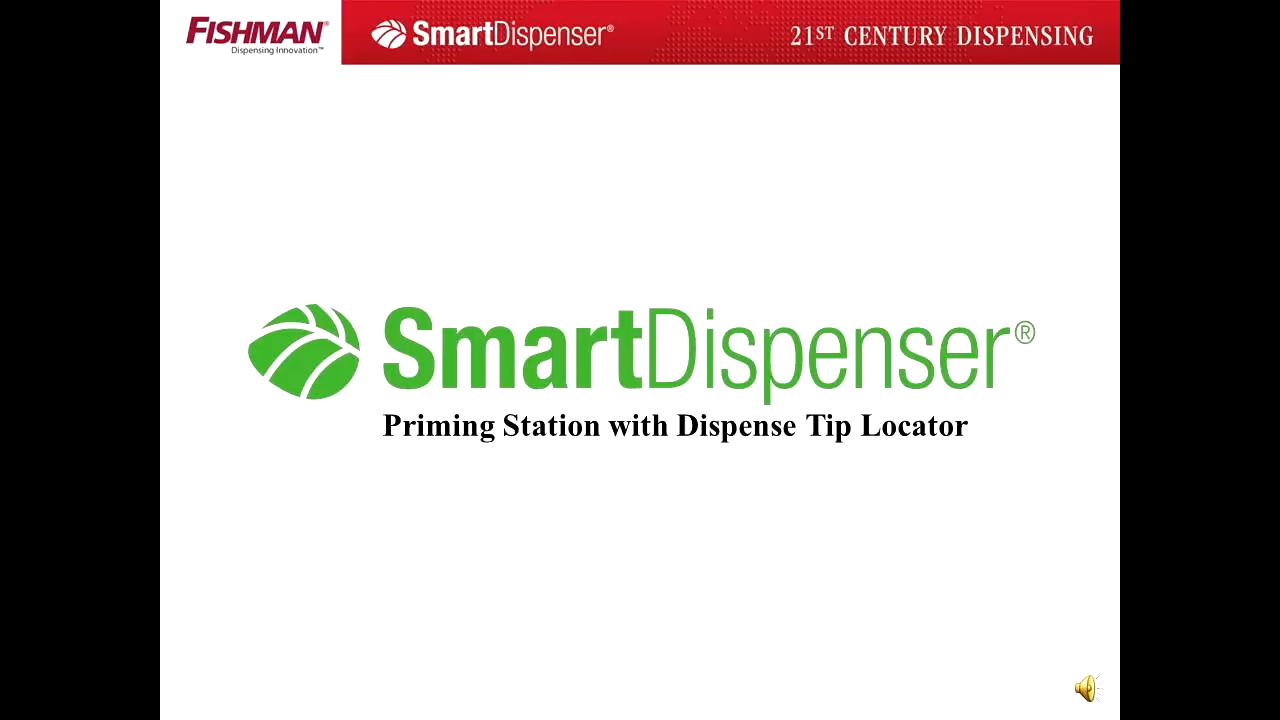 FISHMAN®
Dispensing Innovation™
SmartDispenser®
21ST CENTURY DISPENSING
SmartDispenser®
Priming Station with Dispense Tip Locator